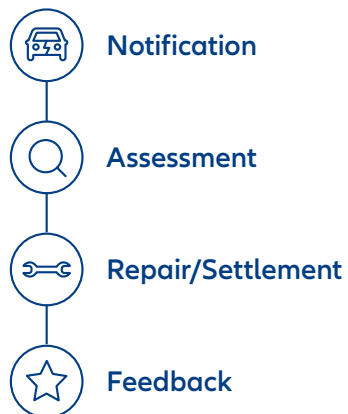 Notification
Assessment
Repair/Settlement
Feedback